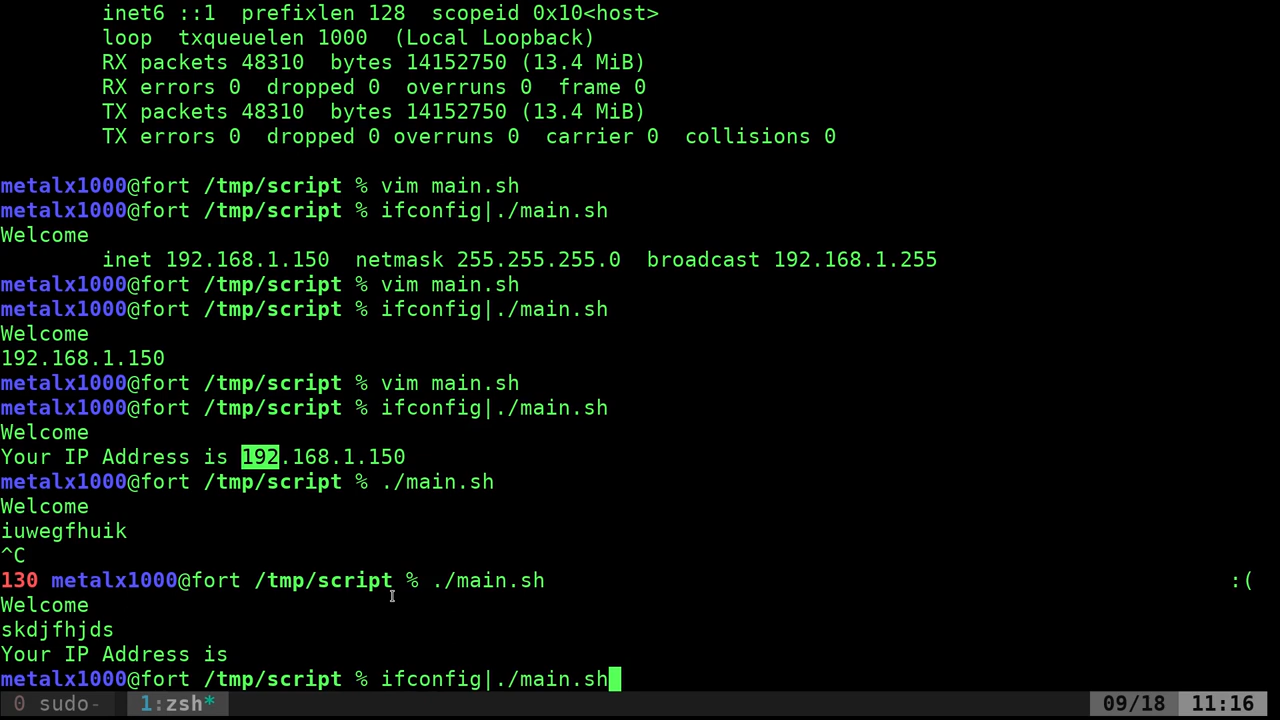 inet6 ::1  prefixlen 128  scopeid 0x10<host>
loop  txqueuelen 1000  (Local Loopback)
RX packets 48310  bytes 14152750 (13.4 MiB)
RX errors 0  dropped 0  overruns 0  frame 0
TX packets 48310  bytes 14152750 (13.4 MiB)
TX errors 0  dropped 0 overruns 0  carrier 0  collisions 0
metalx1000@fort /tmp/script % vim main.sh
metalx1000@fort /tmp/script % ifconfig|./main.sh
Welcome
inet 192.168.1.150  netmask 255.255.255.0  broadcast 192.168.1.255
metalx1000@fort /tmp/script % vim main.sh
metalx1000@fort /tmp/script % ifconfig|./main.sh
Welcome
192.168.1.150
metalx1000@fort /tmp/script % vim main.sh
metalx1000@fort /tmp/script % ifconfig|./main.sh
Welcome
Your IP Address is 192.168.1.150
metalx1000@fort /tmp/script % ./main.sh
Welcome
iuwegfhuik
^C
130 metalx1000@fort /tmp/script % ./main.sh :(
Welcome
skdjfhjds
Your IP Address is
metalx1000@fort /tmp/script % ifconfig|./main.sh
0 sudo- 1:zsh* 09/18 11:16